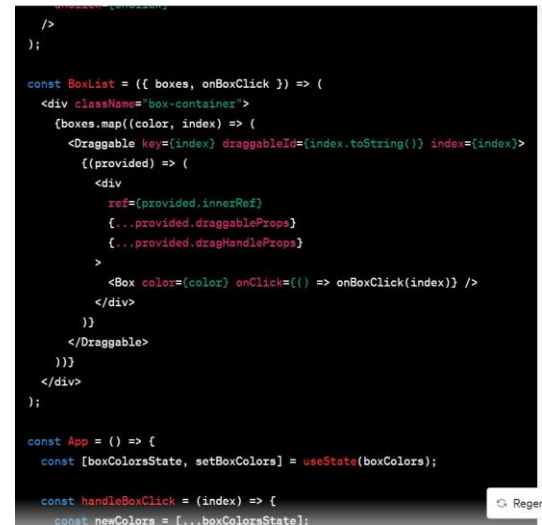 onClick={onClick}
/>
);
const BoxList = ({ boxes, onBoxClick }) => (
<div className="box-container">
{boxes.map((color, index) => (
<Draggable key={index} draggableId={index.toString()} index={index}>
{(provided) => (
<div
ref={provided.innerRef}
{...provided.draggableProps}
{...provided.dragHandleProps}
>
<Box color={color} onClick={() => onBoxClick(index)} />
</div>
)}
</Draggable>
))}
</div>
);
const App = () => {
const [boxColorsState, setBoxColors] = useState(boxColors);
const handleBoxClick = (index) => {
Reger
const newColors = [...boxColorsState];